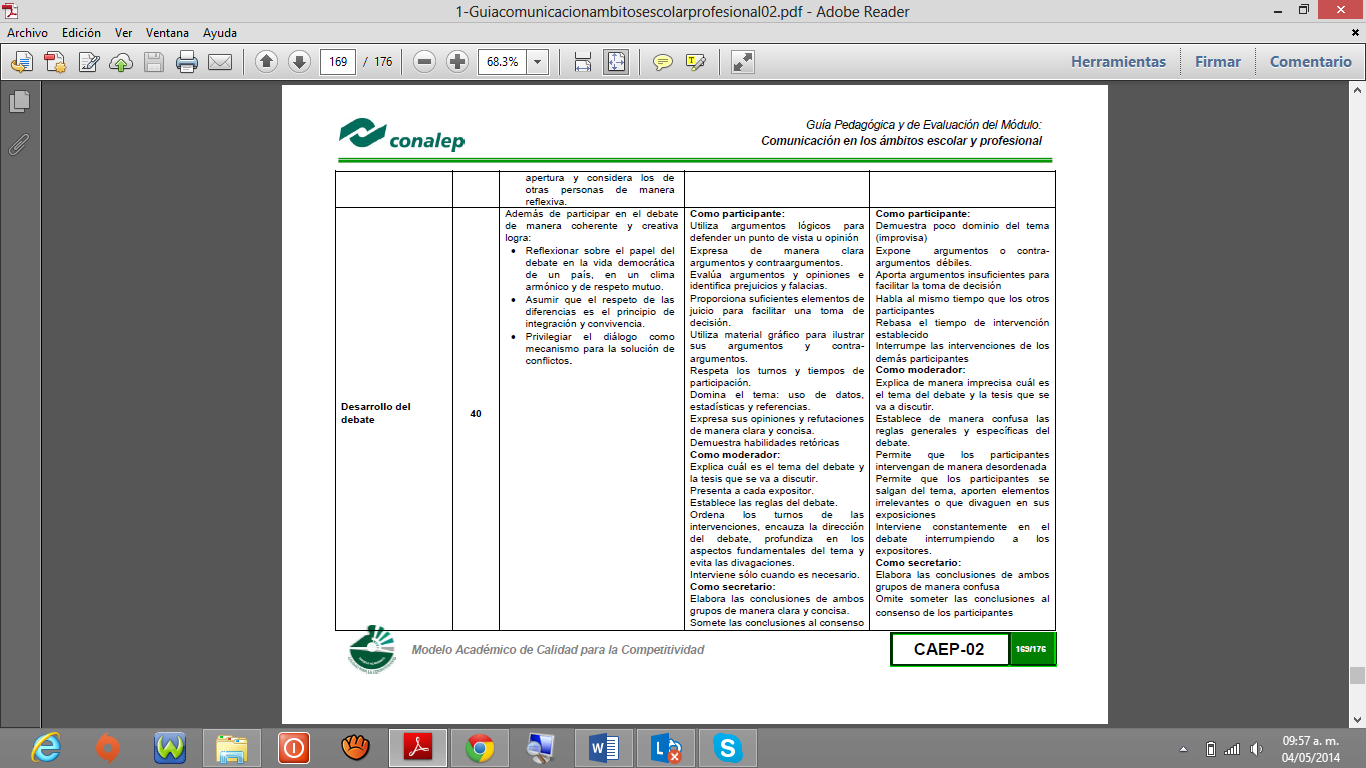 1-Guiacomunicacionambitosescolarprofesional02.pdf - Adobe Reader
Archivo Edición Ver Ventana Ayuda
169 / 176 68.3% Herramientas Firmar Comentario
conalep
Guía Pedagógica y de Evaluación del Módulo:
Comunicación en los ámbitos escolar y profesional
apertura y considera los de
otras personas de manera
reflexiva.
Desarrollo del
debate
40
Además de participar en el debate
de manera coherente y creativa
logra:
• Reflexionar sobre el papel del
debate en la vida democrática
de un país, en un clima
armónico y de respeto mutuo.
• Asumir que el respeto de las
diferencias es el principio de
integración y convivencia.
• Privilegiar el diálogo como
mecanismo para la solución de
conflictos.
Como participante:
Utiliza argumentos lógicos para
defender un punto de vista u opinión
Expresa de manera clara
argumentos y contraargumentos.
Evalúa argumentos y opiniones e
identifica prejuicios y falacias.
Proporciona suficientes elementos de
juicio para facilitar una toma de
decisión.
Utiliza material gráfico para ilustrar
sus argumentos y contra-
argumentos.
Respeta los turnos y tiempos de
participación.
Domina el tema: uso de datos,
estadísticas y referencias.
Expresa sus opiniones y refutaciones
de manera clara y concisa.
Demuestra habilidades retóricas
Como moderador:
Explica cuál es el tema del debate y
la tesis que se va a discutir.
Presenta a cada expositor.
Establece las reglas del debate.
Ordena los turnos de las
intervenciones, encauza la dirección
del debate, profundiza en los
aspectos fundamentales del tema y
evita las divagaciones.
Interviene sólo cuando es necesario.
Como secretario:
Elabora las conclusiones de ambos
grupos de manera clara y concisa.
Somete las conclusiones al consenso
Como participante:
Demuestra poco dominio del tema
(improvisa)
Expone argumentos o contra-
argumentos débiles.
Aporta argumentos insuficientes para
facilitar la toma de decisión
Habla al mismo tiempo que los otros
participantes
Rebasa el tiempo de intervención
establecido
Interrumpe las intervenciones de los
demás participantes
Como moderador:
Explica de manera imprecisa cuál es
el tema del debate y la tesis que se
va a discutir.
Establece de manera confusa las
reglas generales y específicas del
debate.
Permite que los participantes
intervengan de manera desordenada
Permite que los participantes se
salgan del tema, aporten elementos
irrelevantes o que divaguen en sus
exposiciones
Interviene constantemente en el
debate interrumpiendo a los
expositores.
Como secretario:
Elabora las conclusiones de ambos
grupos de manera confusa
Omite someter las conclusiones al
consenso de los participantes
Modelo Académico de Calidad para la Competitividad
CAEP-02 169/176
09:57 a. m.
04/05/2014